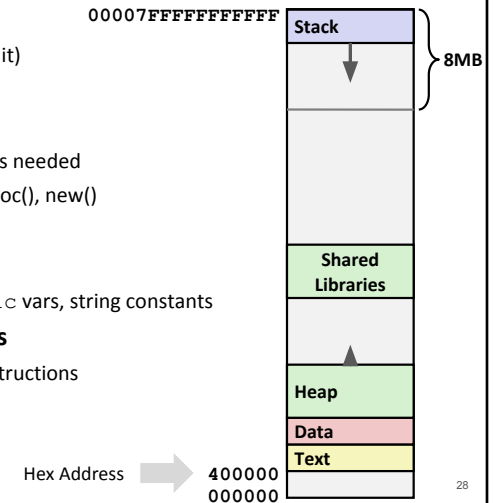 00007FFFFFFFFFFF
Stack
it)
8MB
s needed
oc(), new()
Shared
Libraries
c vars, string constants
s
tructions
Heap
Data
Text
Hex Address
400000
000000
28